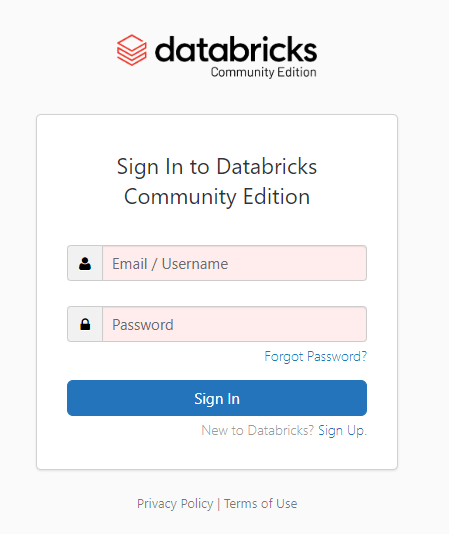 databricks
Community Edition
Sign In to Databricks
Community Edition
Email / Username
Password
Forgot Password?
Sign In
New to Databricks? Sign Up.
Privacy Policy | Terms of Use